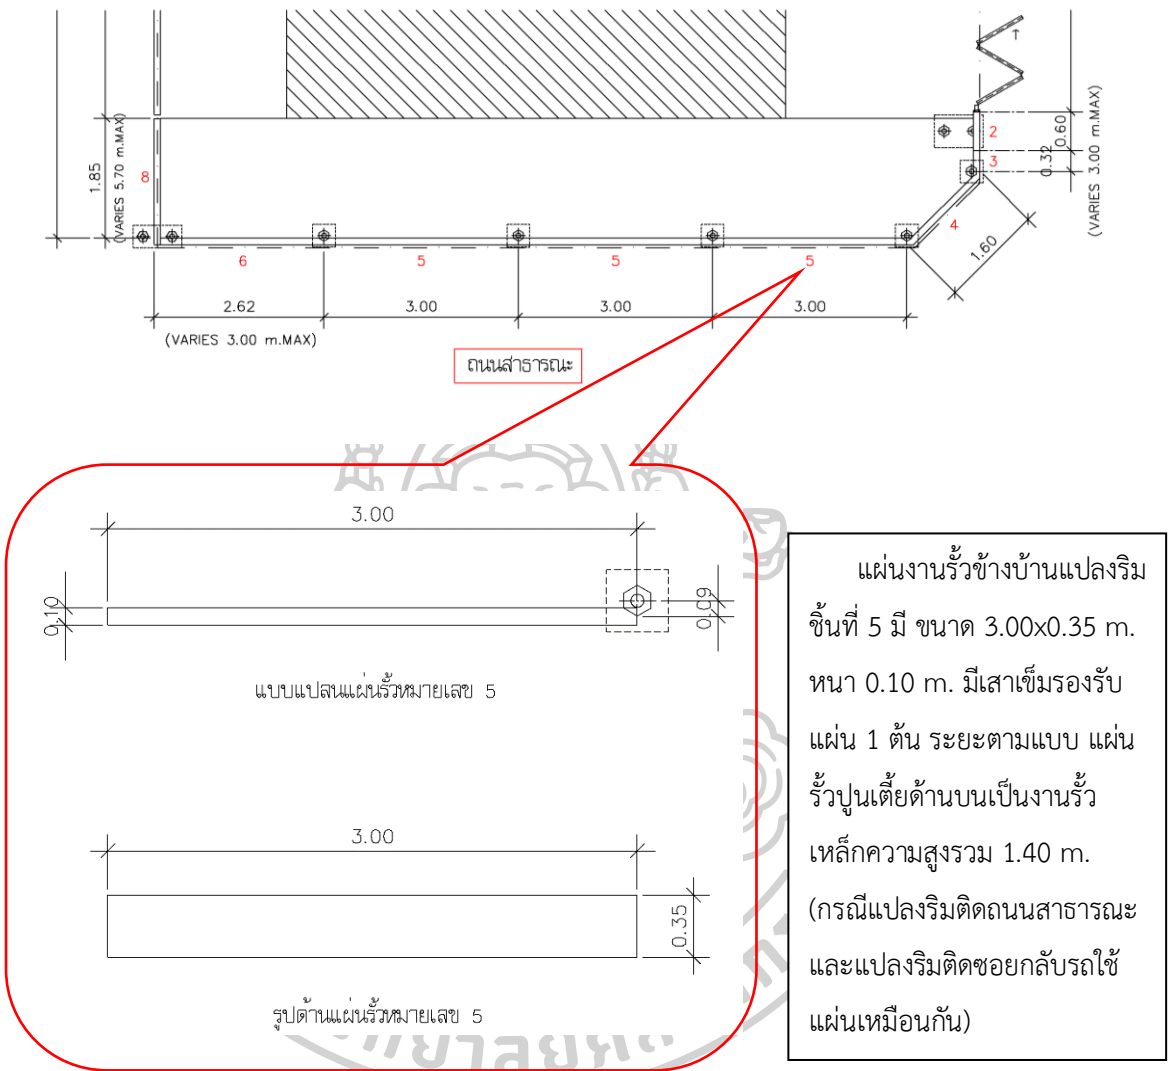 1.85
(VARIES 5.70 m.MAX)
8
2
3
4
0.60
0.32
(VARIES 3.00 m.MAX)
1.60
6
5
5
5
2.62
3.00
3.00
3.00
(VARIES 3.00 m.MAX)
ถนนสาธารณะ
3.00
0.10
0.09
แบบแปลนแผ่นรั้วหมายเลข 5
3.00
0.35
รูปด้านแผ่นรั้วหมายเลข 5
แผ่นงานรั้วข้างบ้านแปลงริม
ชิ้นที่ 5 มี ขนาด 3.00x0.35 m.
หนา 0.10 m. มีเสาเข็มรองรับ
แผ่น 1 ต้น ระยะตามแบบ แผ่น
รั้วปูนเตี้ยด้านบนเป็นงานรั้ว
เหล็กความสูงรวม 1.40 m.
(กรณีแปลงริมติดถนนสาธารณะ
และแปลงริมติดซอยกลับรถใช้
แผ่นเหมือนกัน)